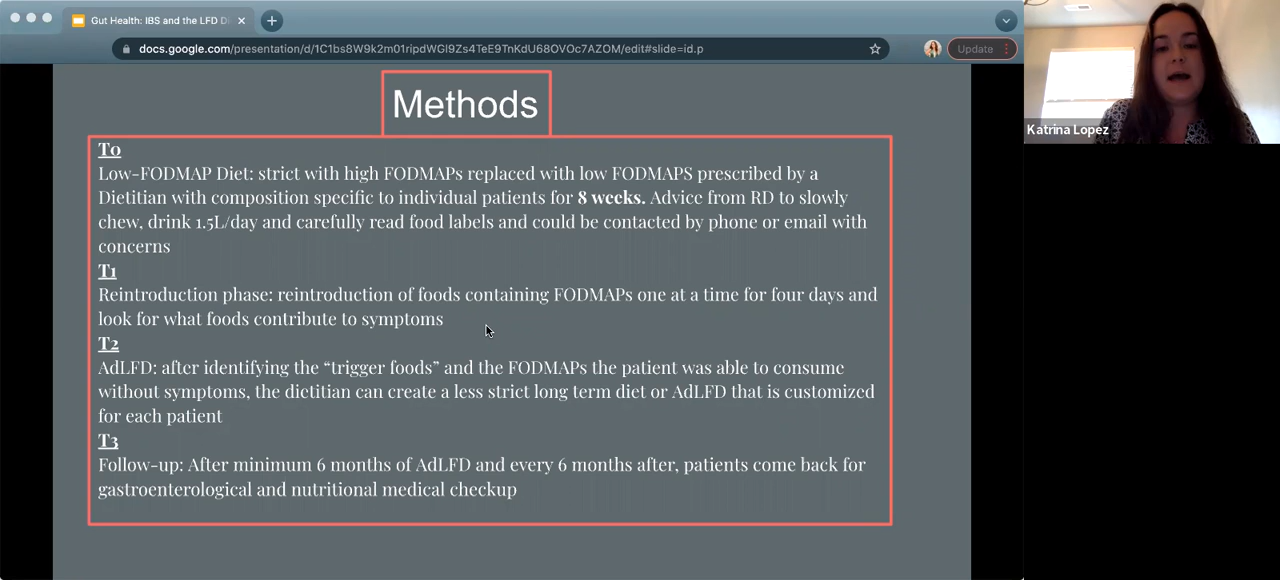 Gut Health: IBS and the LFD Di
docs.google.com/presentation/d/1C1bs8W9k2m01ripdWGl9Zs4TeE9TnKdU68OVOc7AZOM/edit#slide=id.p
Update
Katrina Lopez
Methods
T0
Low-FODMAP Diet: strict with high FODMAPs replaced with low FODMAPS prescribed by a
Dietitian with composition specific to individual patients for 8 weeks. Advice from RD to slowly
chew, drink 1.5L/day and carefully read food labels and could be contacted by phone or email with
concerns
T1
Reintroduction phase: reintroduction of foods containing FODMAPs one at a time for four days and
look for what foods contribute to symptoms
T2
AdLFD: after identifying the “trigger foods” and the FODMAPs the patient was able to consume
without symptoms, the dietitian can create a less strict long term diet or AdLFD that is customized
for each patient
T3
Follow-up: After minimum 6 months of AdLFD and every 6 months after, patients come back for
gastroenterological and nutritional medical checkup